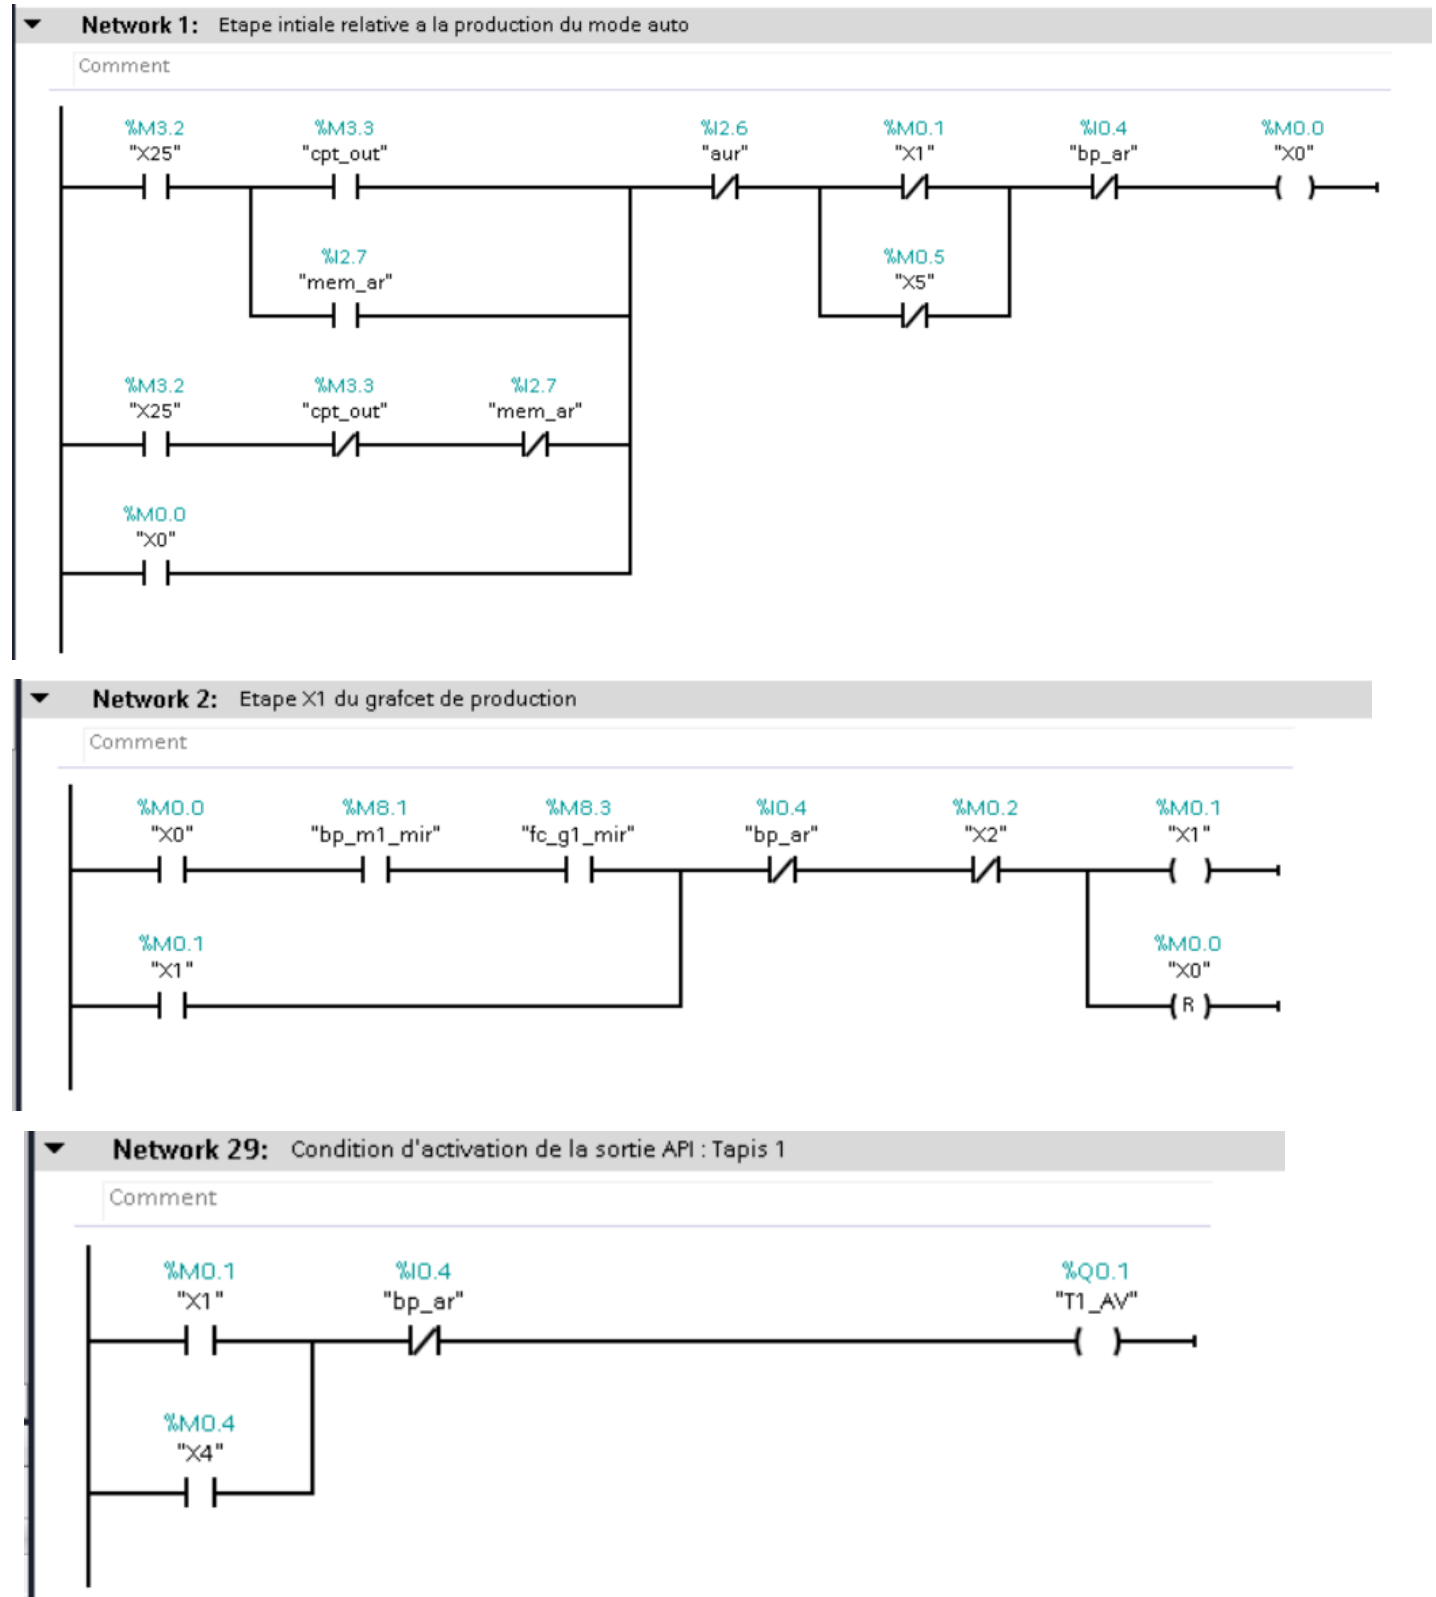 Network 1: Etape intiale relative a la production du mode auto
Comment
%M3.2 %M3.3 %I2.6 %M0.1 %I0.4 %M0.0
"X25" "cpt_out" "aur" "X1" "bp_ar" "X0"
%I2.7 %M0.5
"mem_ar" "X5"
%M3.2 %M3.3 %I2.7
"X25" "cpt_out" "mem_ar"
%M0.0
"X0"
Network 2: Etape X1 du grafcet de production
Comment
%M0.0 %M8.1 %M8.3 %I0.4 %M0.2 %M0.1
"X0" "bp_m1_mir" "fc_g1_mir" "bp_ar" "X2" "X1"
%M0.1 %M0.0
"X1" "X0"
R
Network 29: Condition d'activation de la sortie API : Tapis 1
Comment
%M0.1 %I0.4 %Q0.1
"X1" "bp_ar" "T1_AV"
%M0.4
"X4"